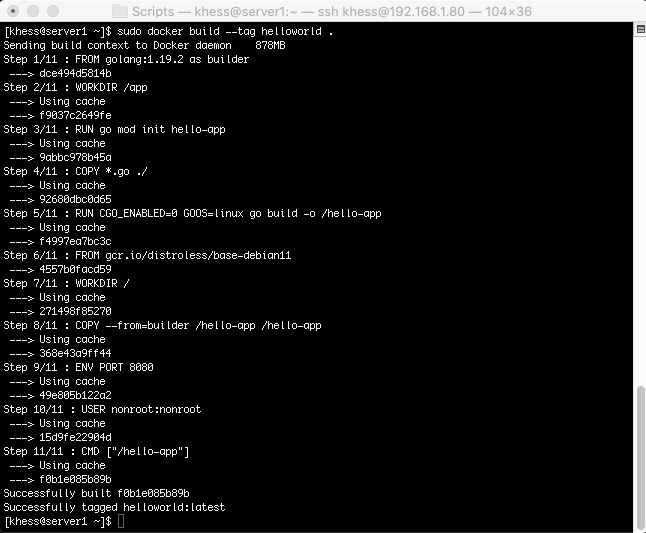 Scripts — khess@server1:~ — ssh khess@192.168.1.80 — 104×36
[khess@server1 ~]$ sudo docker build --tag helloworld .
Sending build context to Docker daemon    878MB
Step 1/11 : FROM golang:1.19.2 as builder
 ---> dce494d5814b
Step 2/11 : WORKDIR /app
 ---> Using cache
 ---> f9037c2649fe
Step 3/11 : RUN go mod init hello-app
 ---> Using cache
 ---> 9abbc978b45a
Step 4/11 : COPY *.go ./
 ---> Using cache
 ---> 92680dbc0d65
Step 5/11 : RUN CGO_ENABLED=0 GOOS=linux go build -o /hello-app
 ---> Using cache
 ---> f4997ea7bc3c
Step 6/11 : FROM gcr.io/distroless/base-debian11
 ---> 4557b0facd59
Step 7/11 : WORKDIR /
 ---> Using cache
 ---> 271498f85270
Step 8/11 : COPY --from=builder /hello-app /hello-app
 ---> Using cache
 ---> 368e43a9ff44
Step 9/11 : ENV PORT 8080
 ---> Using cache
 ---> 49e805b122a2
Step 10/11 : USER nonroot:nonroot
 ---> Using cache
 ---> 15d9fe22904d
Step 11/11 : CMD ["/hello-app"]
 ---> Using cache
 ---> f0b1e085b89b
Successfully built f0b1e085b89b
Successfully tagged helloworld:latest
[khess@server1 ~]$